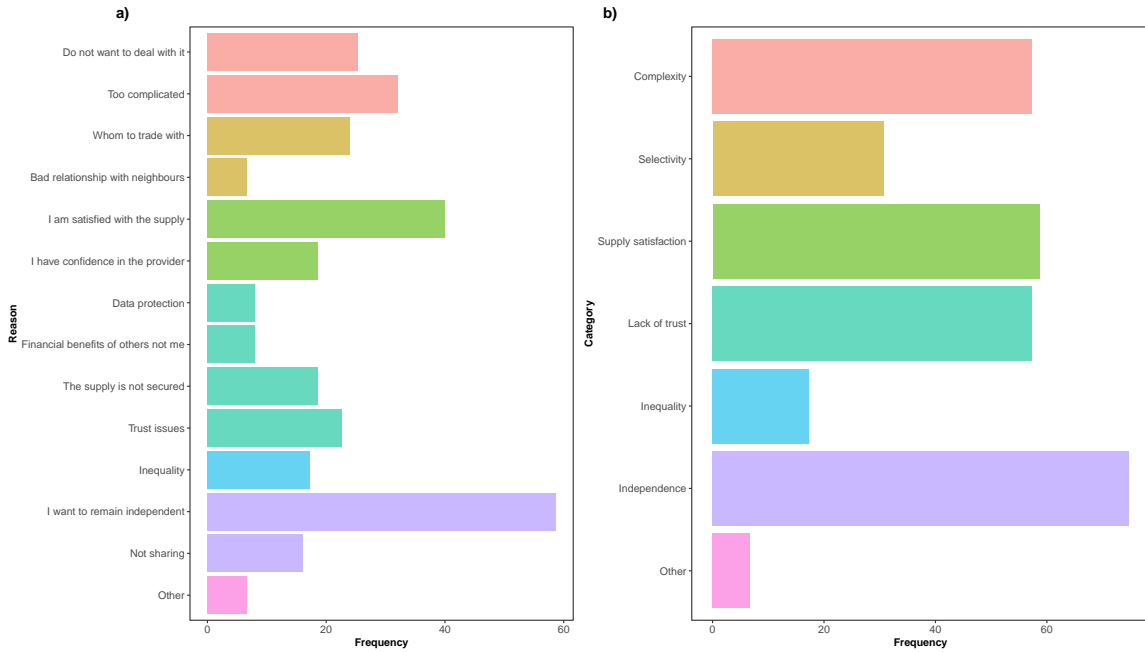 a)
Reason
Do not want to deal with it
Too complicated
Whom to trade with
Bad relationship with neighbours
I am satisfied with the supply
I have confidence in the provider
Data protection
Financial benefits of others not me
The supply is not secured
Trust issues
Inequality
I want to remain independent
Not sharing
Other
0 20 40 60
Frequency
b)
Category
Complexity
Selectivity
Supply satisfaction
Lack of trust
Inequality
Independence
Other
0 20 40 60
Frequency